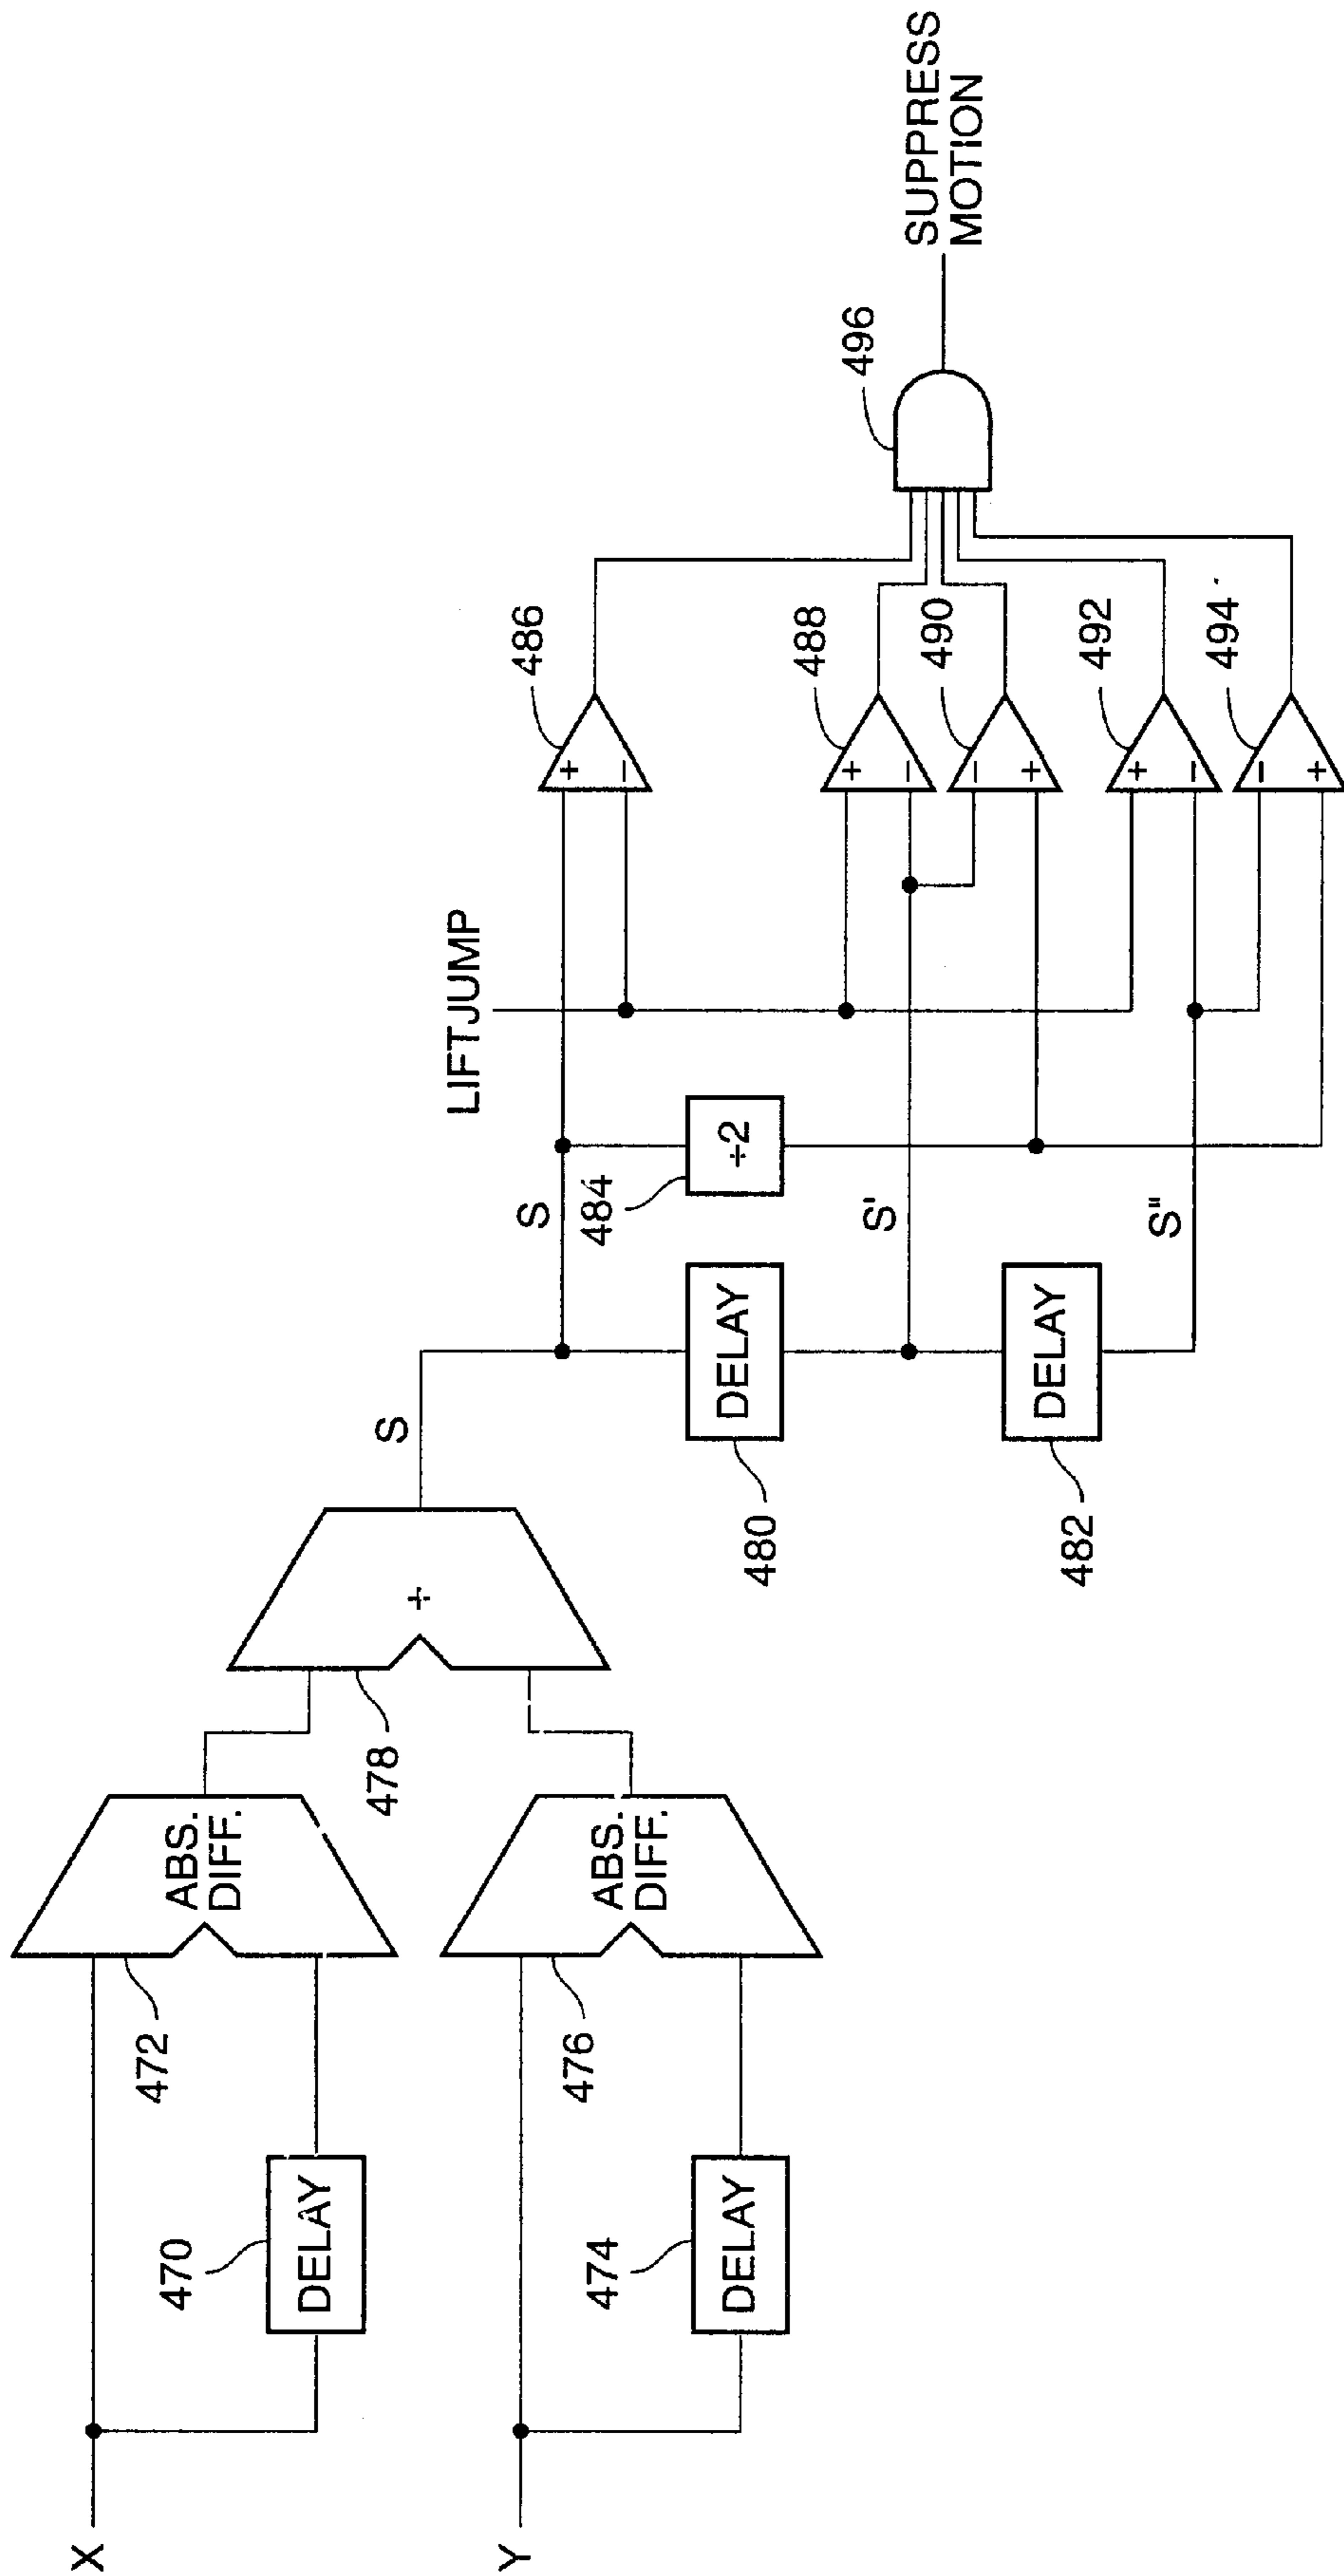 X
470
DELAY
472
ABS.
DIFF.
Y
474
DELAY
476
ABS.
DIFF.
478
+
S
480
DELAY
482
DELAY
S
484
÷2
S'
S"
LIFTJUMP
486
+
−
488
+
−
490
−
+
492
+
−
494
−
+
496
SUPPRESS
MOTION